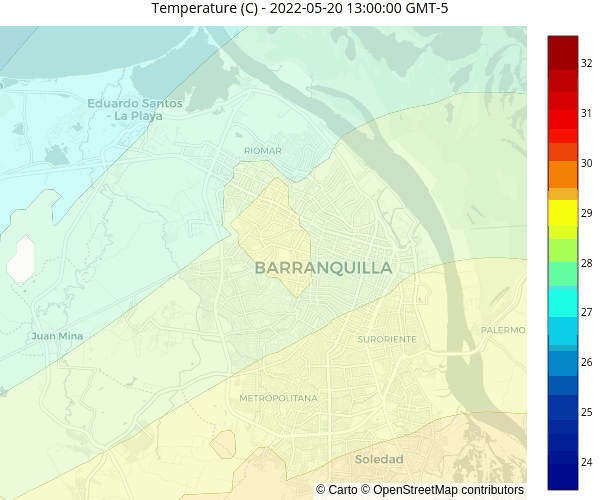 Temperature (C) - 2022-05-20 13:00:00 GMT-5
Eduardo Santos
- La Playa
RIOMAR
BARRANQUILLA
Juan Mina
SURORIENTE
PALERMO
METROPOLITANA
Soledad
© Carto © OpenStreetMap contributors
32
31
30
29
28
27
26
25
24